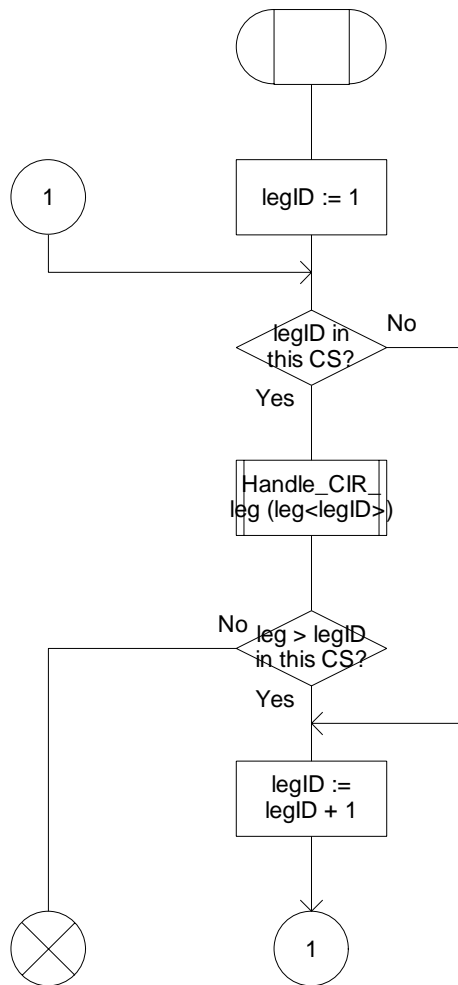 1
legID := 1
legID in
this CS?
No
Yes
Handle_CIR_
leg (leg<legID>)
No
leg > legID
in this CS?
Yes
legID :=
legID + 1
1